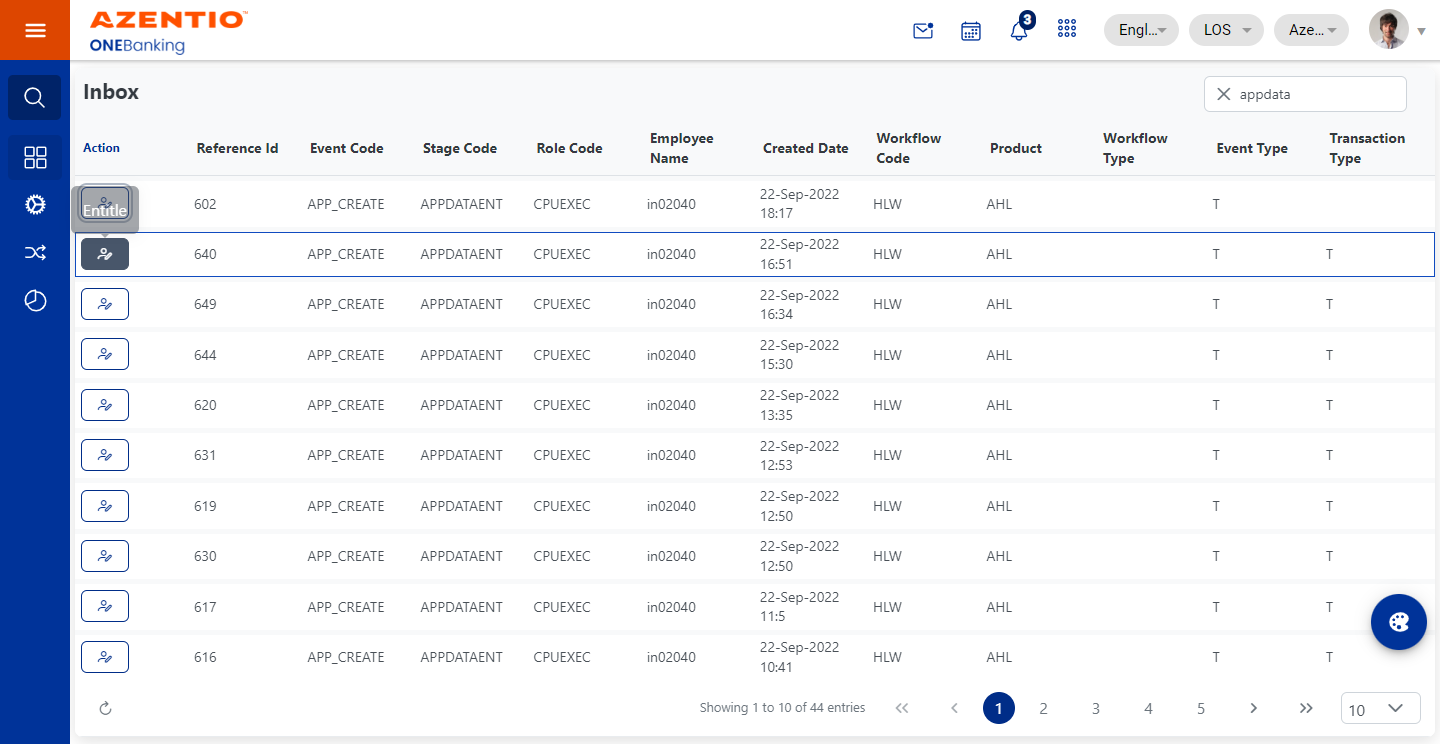 AZENTIO™
ONEBanking
3
Engl...
LOS
Aze...
Inbox
appdata
Action Reference Id Event Code Stage Code Role Code Employee Name Created Date Workflow Code Product Workflow Type Event Type Transaction Type
Entitle
602 APP_CREATE APPDATAENT CPUEXEC in02040 22-Sep-2022 18:17 HLW AHL T
640 APP_CREATE APPDATAENT CPUEXEC in02040 22-Sep-2022 16:51 HLW AHL T T
649 APP_CREATE APPDATAENT CPUEXEC in02040 22-Sep-2022 16:34 HLW AHL T T
644 APP_CREATE APPDATAENT CPUEXEC in02040 22-Sep-2022 15:30 HLW AHL T T
620 APP_CREATE APPDATAENT CPUEXEC in02040 22-Sep-2022 13:35 HLW AHL T T
631 APP_CREATE APPDATAENT CPUEXEC in02040 22-Sep-2022 12:53 HLW AHL T T
619 APP_CREATE APPDATAENT CPUEXEC in02040 22-Sep-2022 12:50 HLW AHL T T
630 APP_CREATE APPDATAENT CPUEXEC in02040 22-Sep-2022 12:50 HLW AHL T T
617 APP_CREATE APPDATAENT CPUEXEC in02040 22-Sep-2022 11:5 HLW AHL T T
616 APP_CREATE APPDATAENT CPUEXEC in02040 22-Sep-2022 10:41 HLW AHL T T
Showing 1 to 10 of 44 entries 1 2 3 4 5 10